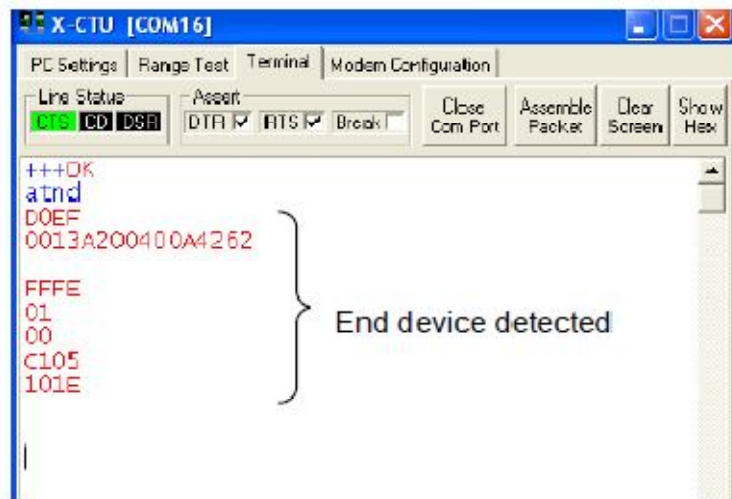 X-CTU [COM16]
PC Settings Range Test Terminal Modem Configuration
Line Status Assert
CTS CD DSR DTR RTS Break
Close Com Port
Assemble Packet
Clear Screen
Show Hex
+++OK
atnd
D0EF
0013A200400A4262
FFFE
01
00
C105
101E
End device detected